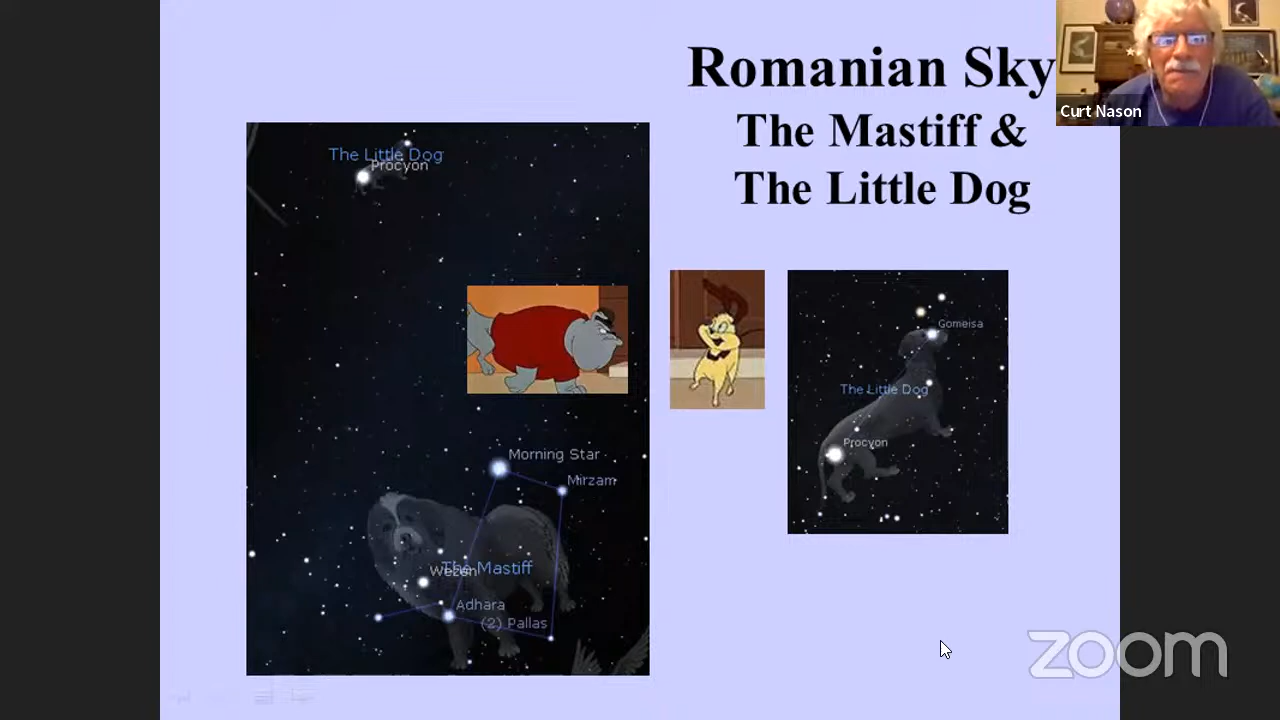 Romanian Sky
The Mastiff &
The Little Dog
Curt Nason
The Little Dog
Procyon
Morning Star
Mirzam
The Mastiff
Wezen
Adhara
(2) Pallas
Gomeisa
The Little Dog
Procyon
zoom